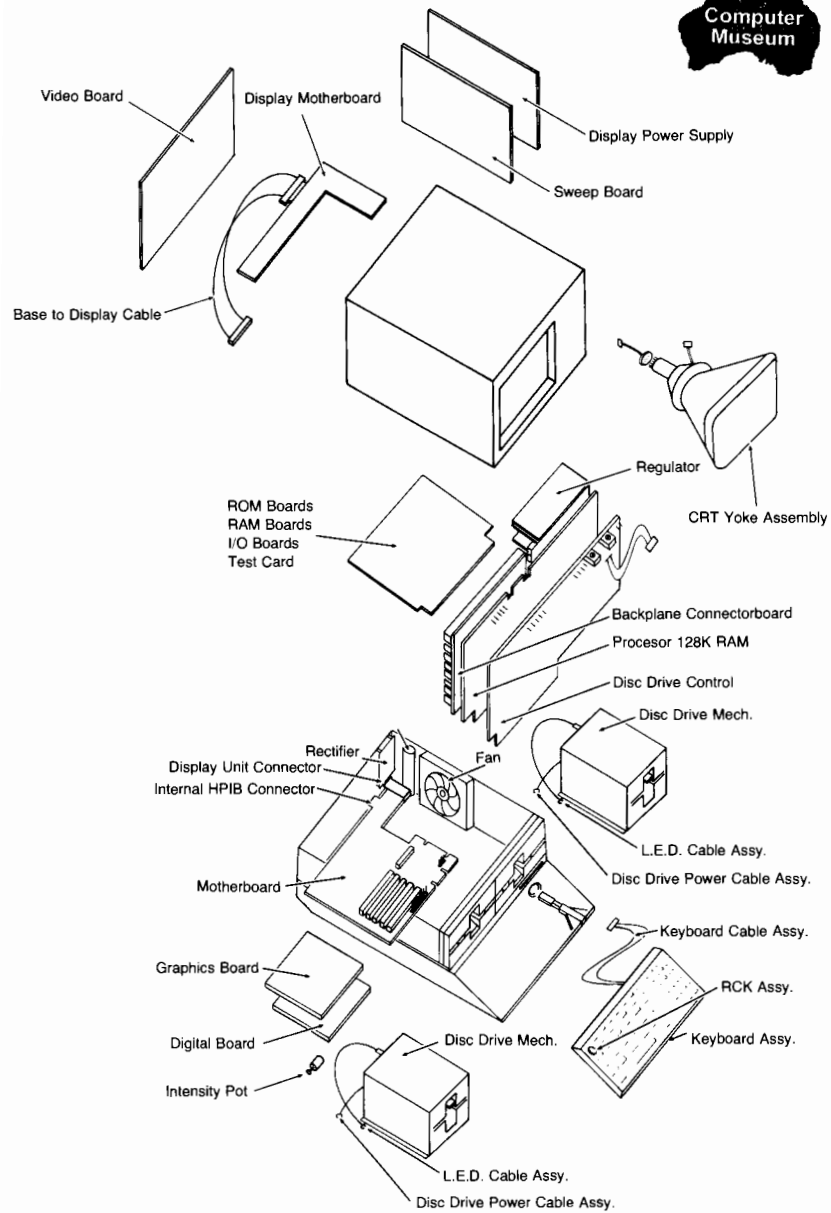 Computer
Museum
Video Board
Display Motherboard
Display Power Supply
Sweep Board
Base to Display Cable
Regulator
CRT Yoke Assembly
ROM Boards
RAM Boards
I/O Boards
Test Card
Backplane Connectorboard
Procesor 128K RAM
Disc Drive Control
Disc Drive Mech.
Rectifier
Fan
Display Unit Connector
Internal HPIB Connector
L.E.D. Cable Assy.
Disc Drive Power Cable Assy.
Motherboard
Keyboard Cable Assy.
Graphics Board
RCK Assy.
Digital Board
Disc Drive Mech.
Keyboard Assy.
Intensity Pot
L.E.D. Cable Assy.
Disc Drive Power Cable Assy.